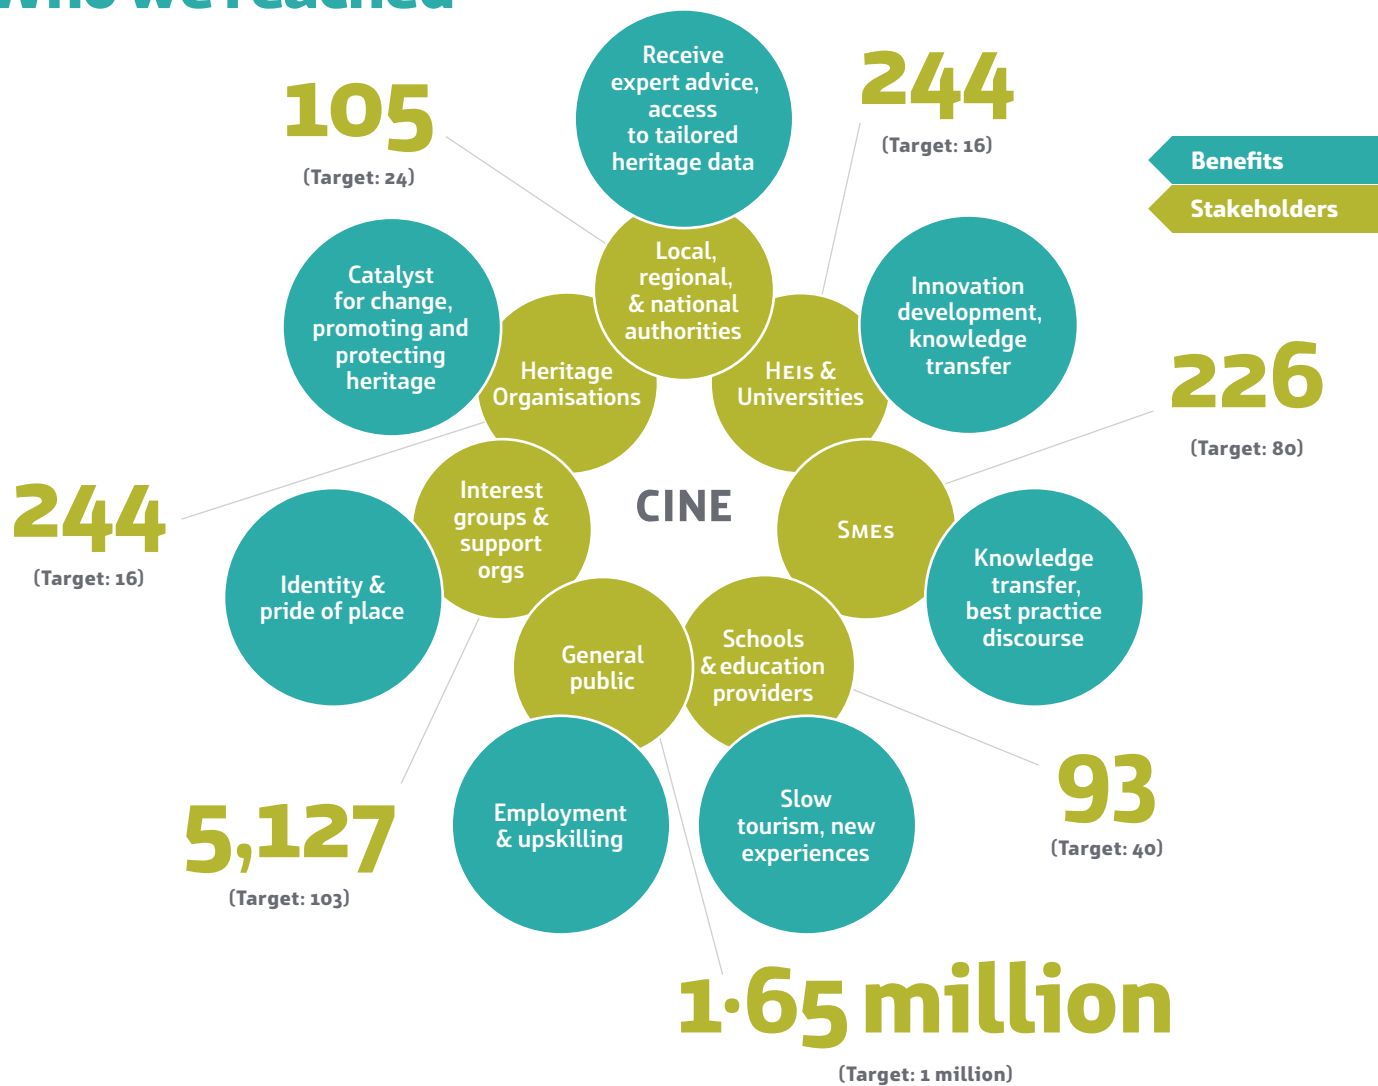 Who we reached
Receive
expert advice,
access
to tailored
heritage data
105
(Target: 24)
244
(Target: 16)
Benefits
Stakeholders
Local,
regional,
& national
authorities
Catalyst
for change,
promoting and
protecting
heritage
Heritage
Organisations
HEIS &
Universities
Innovation
development,
knowledge
transfer
226
(Target: 80)
244
(Target: 16)
Interest
groups &
support
orgs
CINE
SMES
Identity &
pride of place
Knowledge
transfer,
best practice
discourse
General
public
Schools
& education
providers
5,127
(Target: 103)
Employment
& upskilling
Slow
tourism, new
experiences
93
(Target: 40)
1·65 million
(Target: 1 million)